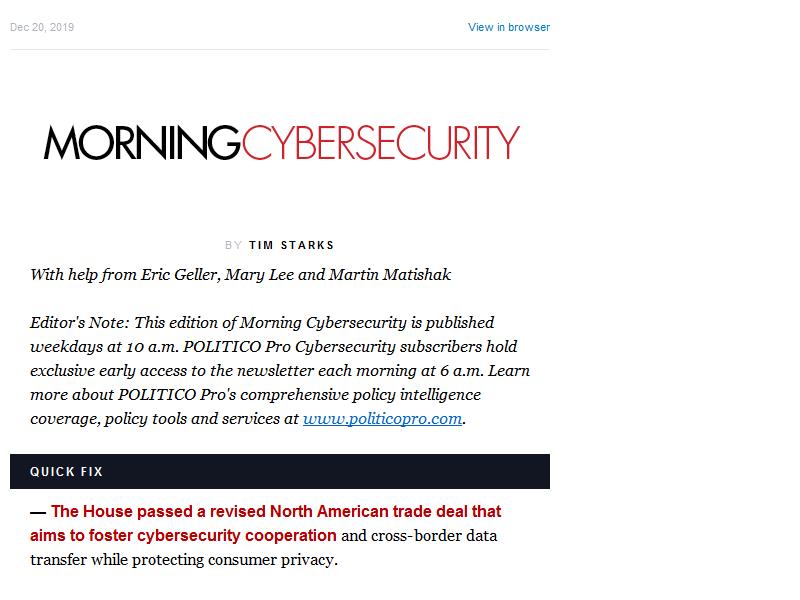 Dec 20, 2019 View in browser
MORNINGCYBERSECURITY
BY TIM STARKS
With help from Eric Geller, Mary Lee and Martin Matishak
Editor's Note: This edition of Morning Cybersecurity is published
weekdays at 10 a.m. POLITICO Pro Cybersecurity subscribers hold
exclusive early access to the newsletter each morning at 6 a.m. Learn
more about POLITICO Pro's comprehensive policy intelligence
coverage, policy tools and services at www.politicopro.com.
QUICK FIX
— The House passed a revised North American trade deal that
aims to foster cybersecurity cooperation and cross-border data
transfer while protecting consumer privacy.